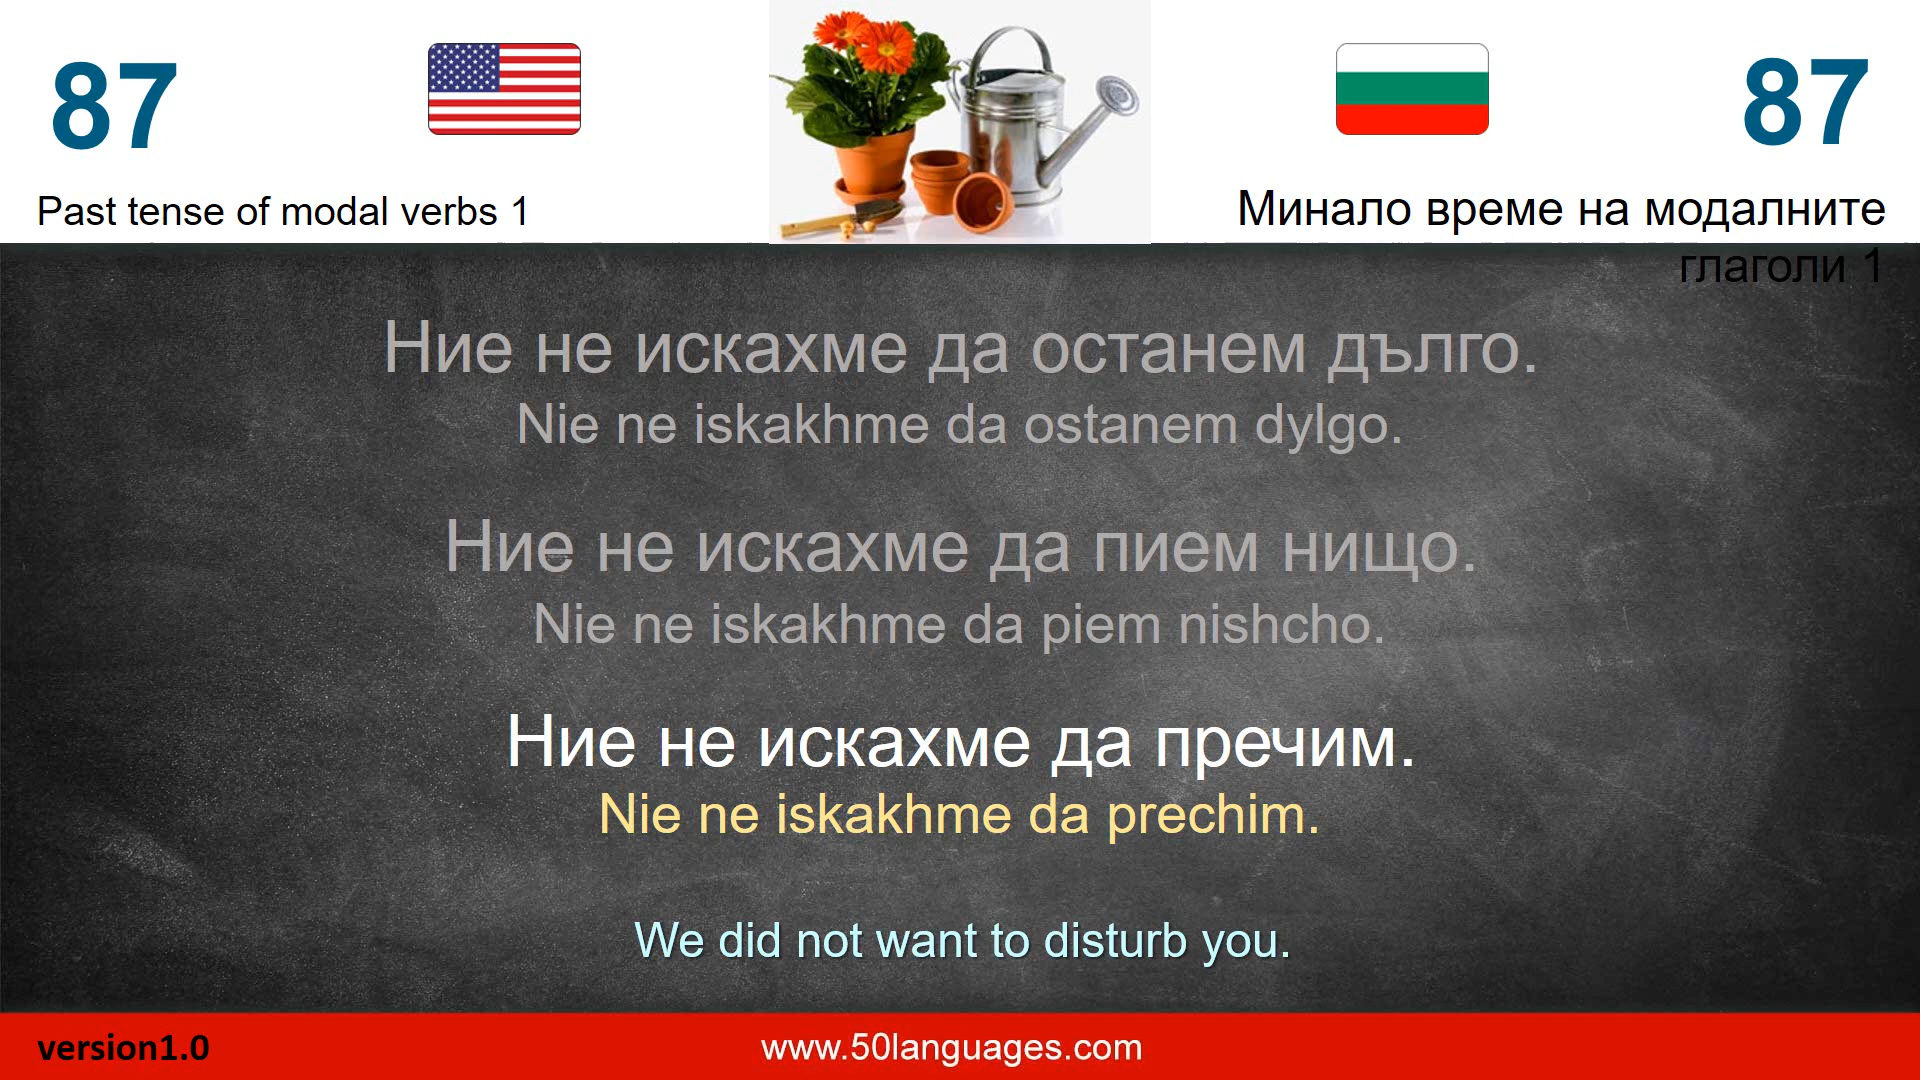 87
87
Past tense of modal verbs 1
Минало време на модалните
глаголи 1
Ние не искахме да останем дълго.
Nie ne iskakhme da ostanem dylgo.
Ние не искахме да пием нищо.
Nie ne iskakhme da piem nishcho.
Ние не искахме да пречим.
Nie ne iskakhme da prechim.
We did not want to disturb you.
version1.0
www.50languages.com